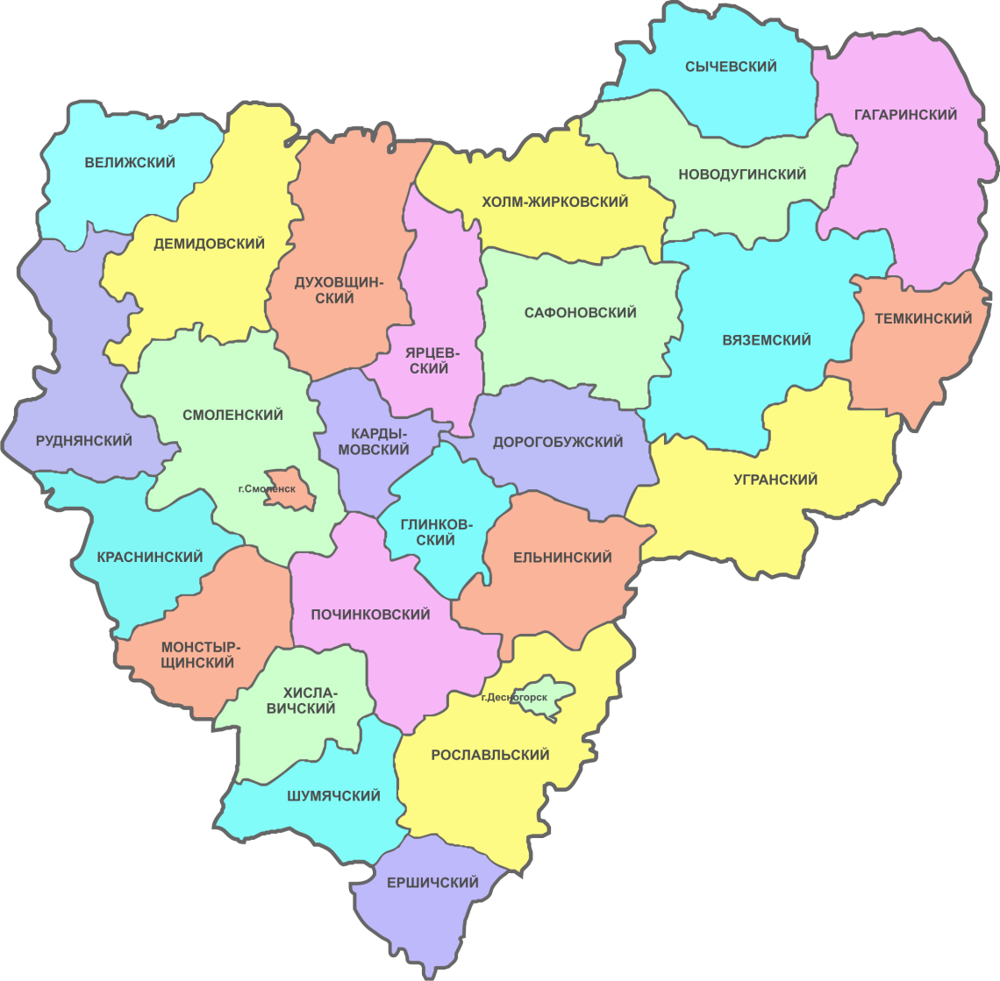 СЫЧЕВСКИЙ
ГАГАРИНСКИЙ
ВЕЛИЖСКИЙ
НОВОДУГИНСКИЙ
ХОЛМ-ЖИРКОВСКИЙ
ДЕМИДОВСКИЙ
ДУХОВЩИН-
СКИЙ
САФОНОВСКИЙ
ТЕМКИНСКИЙ
ВЯЗЕМСКИЙ
ЯРЦЕВ-
СКИЙ
СМОЛЕНСКИЙ
РУДНЯНСКИЙ
КАРДЫ-
МОВСКИЙ
ДОРОГОБУЖСКИЙ
УГРАНСКИЙ
г.Смоленск
ГЛИНКОВ-
СКИЙ
КРАСНИНСКИЙ
ЕЛЬНИНСКИЙ
ПОЧИНКОВСКИЙ
МОНСТЫР-
ЩИНСКИЙ
ХИСЛА-
ВИЧСКИЙ
г.Десногорск
РОСЛАВЛЬСКИЙ
ШУМЯЧСКИЙ
ЕРШИЧСКИЙ